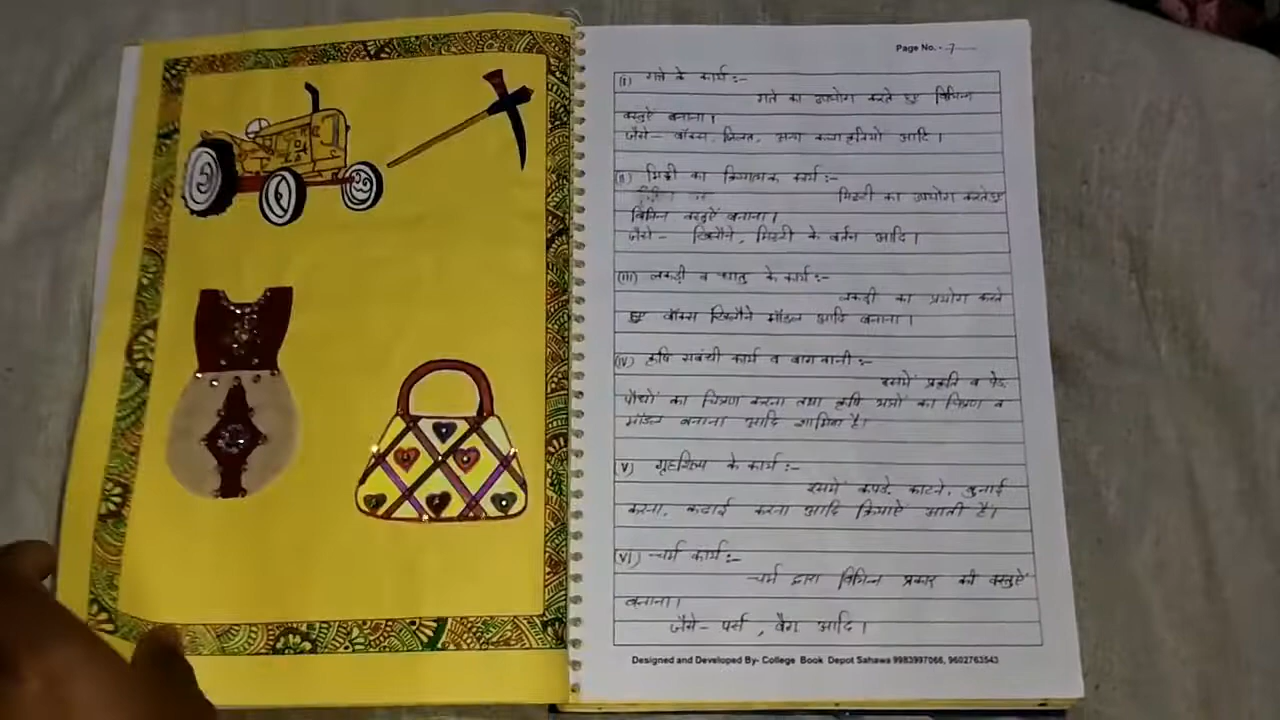 Page No. - 7
(i) गत्ते के कार्य :-
गत्ते का उपयोग करते हुए विभिन्न
वस्तुएं बनाना।
जैसे - बॉक्स, आदि।
(ii) मिट्टी का क्रियात्मक कार्य :-
मिट्टी का उपयोग करते हुए
विभिन्न वस्तुएं बनाना।
जैसे - खिलौने, मिट्टी के बर्तन आदि।
(iii) लकड़ी व धातु के कार्य :-
लकड़ी का प्रयोग करते
हुए बॉक्स खिलौने मॉडल आदि बनाना।
(iv) कृषि संबंधी कार्य व बागवानी :-
इसमें प्रकृति व पेड़
पौधों का चित्रण करना तथा कृषि यंत्रों का चित्रण व
मॉडल बनाना आदि शामिल है।
(v) गृहशिल्प के कार्य :-
इसमें कपड़े काटने, बुनाई
करना, कढाई करना आदि क्रियाएं आती है।
(vi) चर्म कार्य :-
चर्म द्वारा विभिन्न प्रकार की वस्तुएं
बनाना।
जैसे - पर्स, बैग आदि।
Designed and Developed By- College Book Depot Sahawa 9983997066, 9602763543